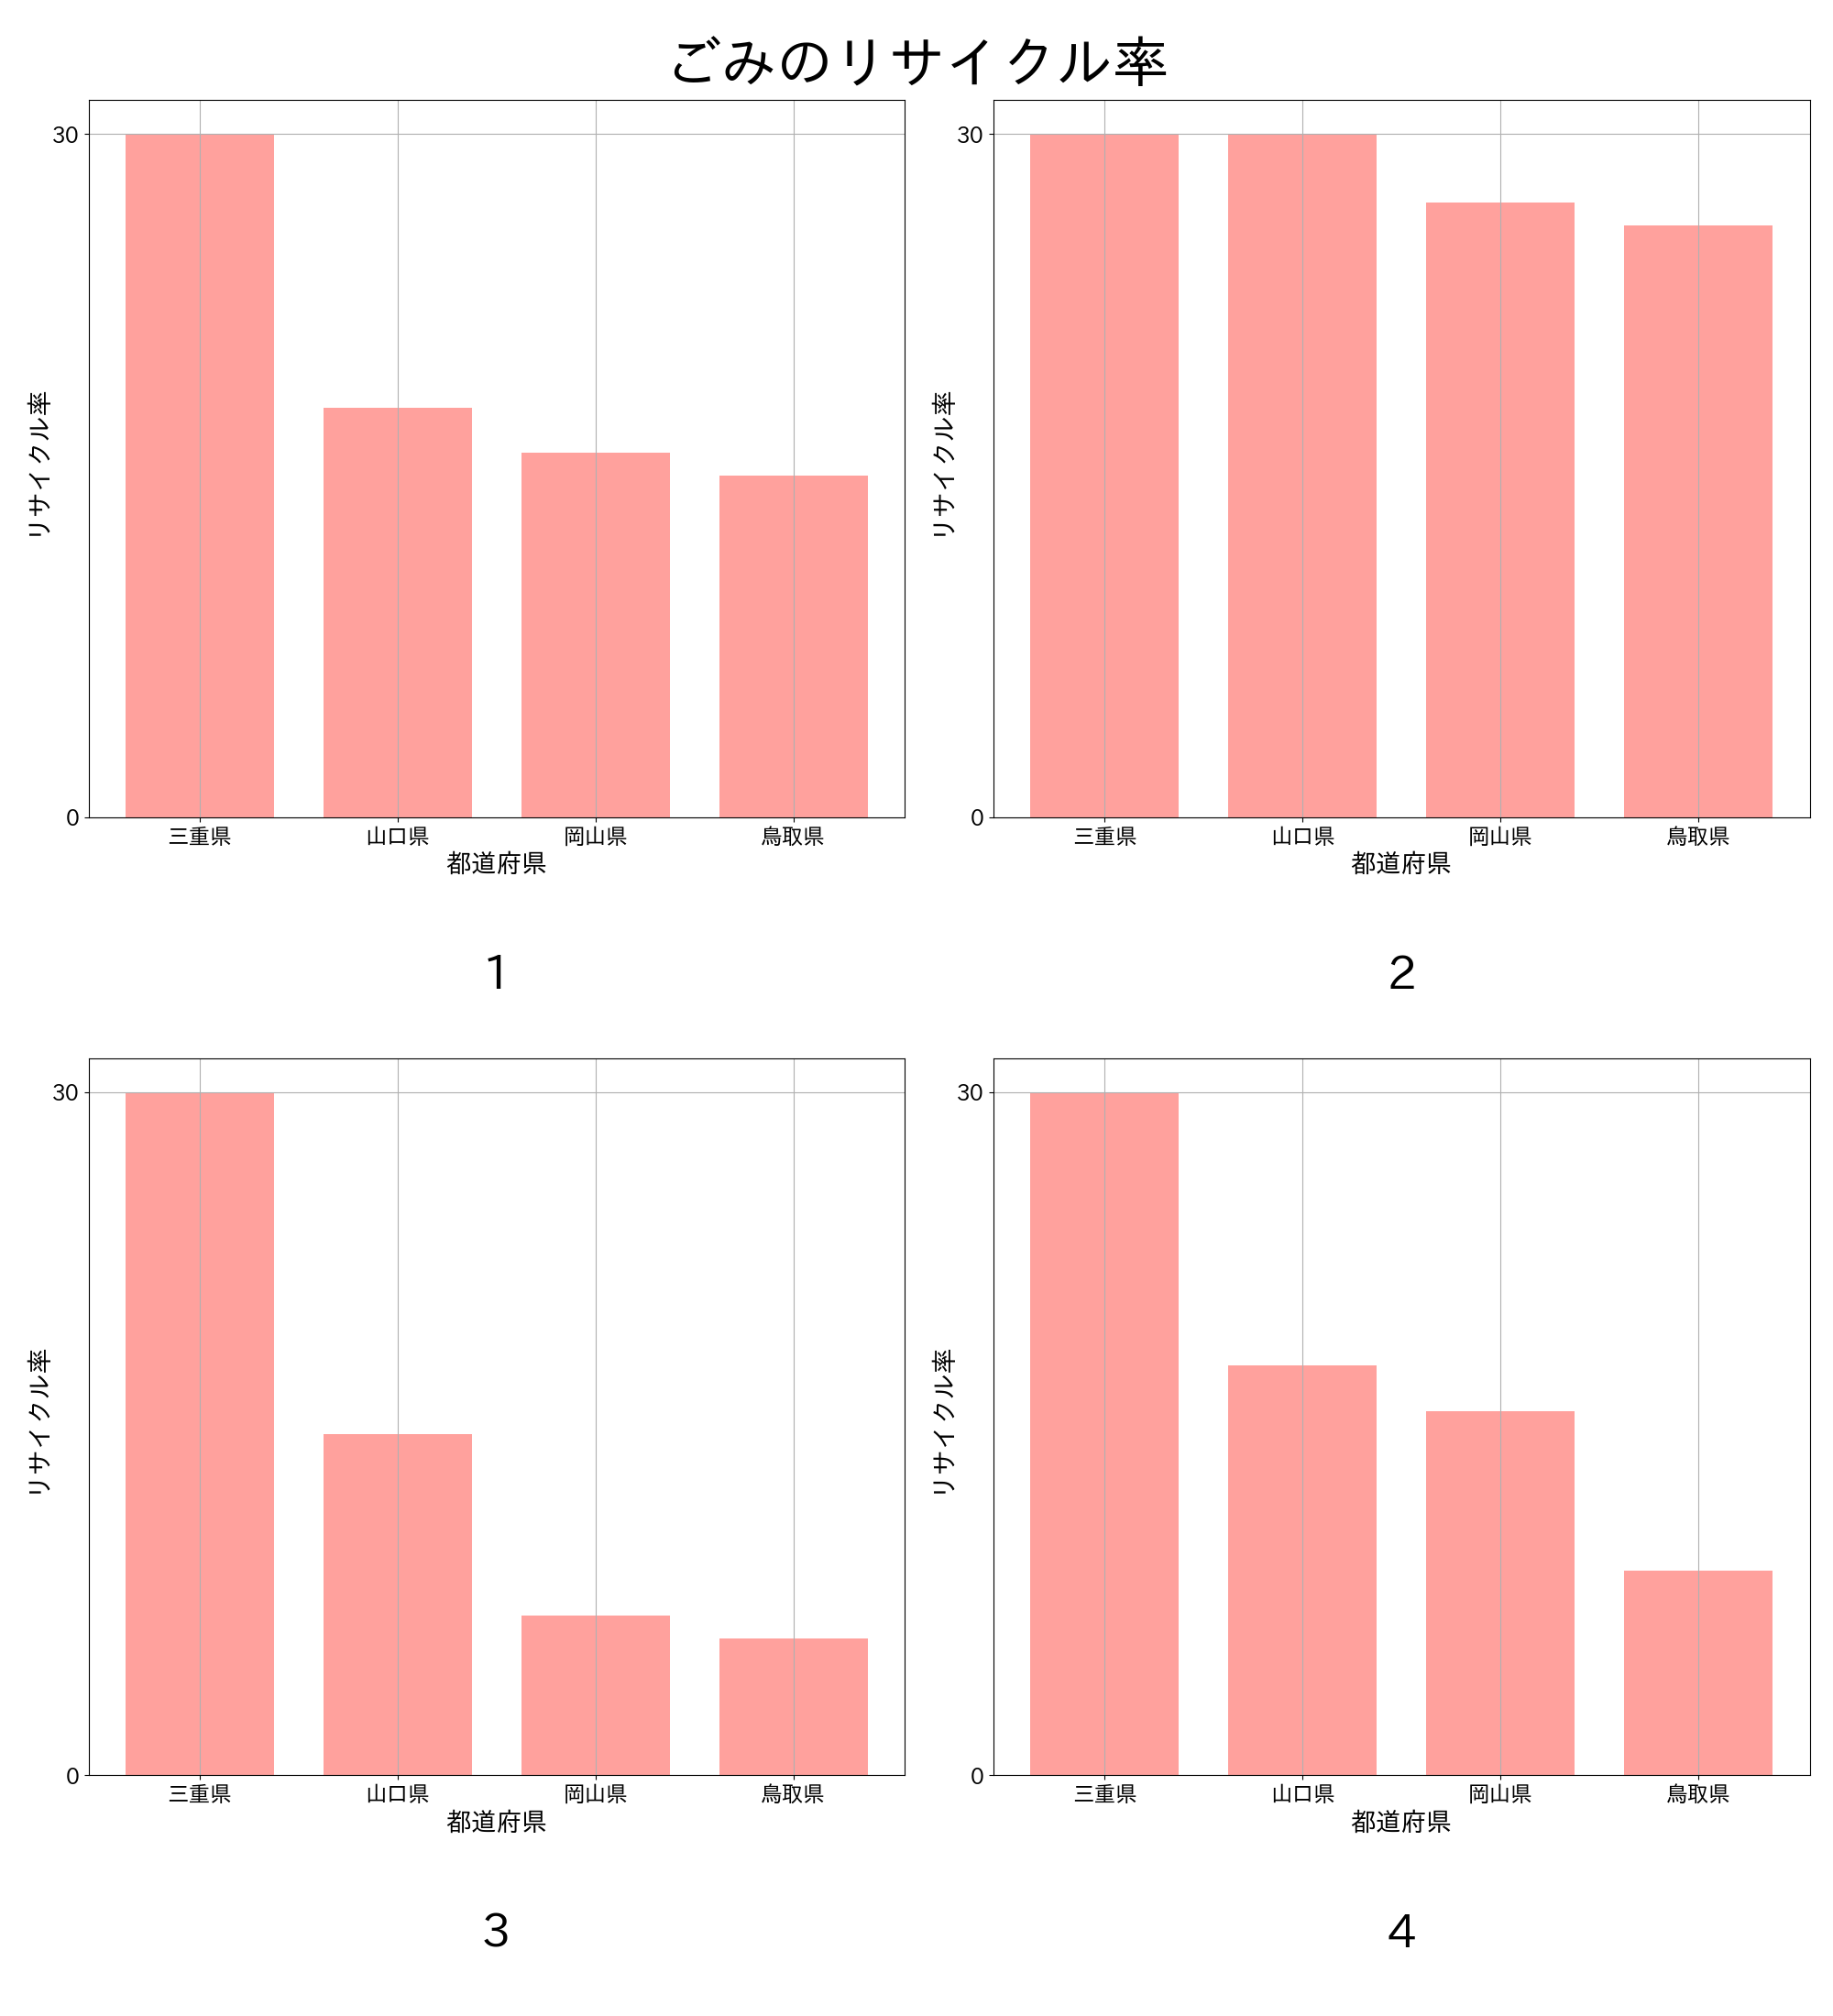 ごみのリサイクル率
30
0
リサイクル率
三重県 山口県 岡山県 鳥取県
都道府県
1
30
0
リサイクル率
三重県 山口県 岡山県 鳥取県
都道府県
2
30
0
リサイクル率
三重県 山口県 岡山県 鳥取県
都道府県
3
30
0
リサイクル率
三重県 山口県 岡山県 鳥取県
都道府県
4